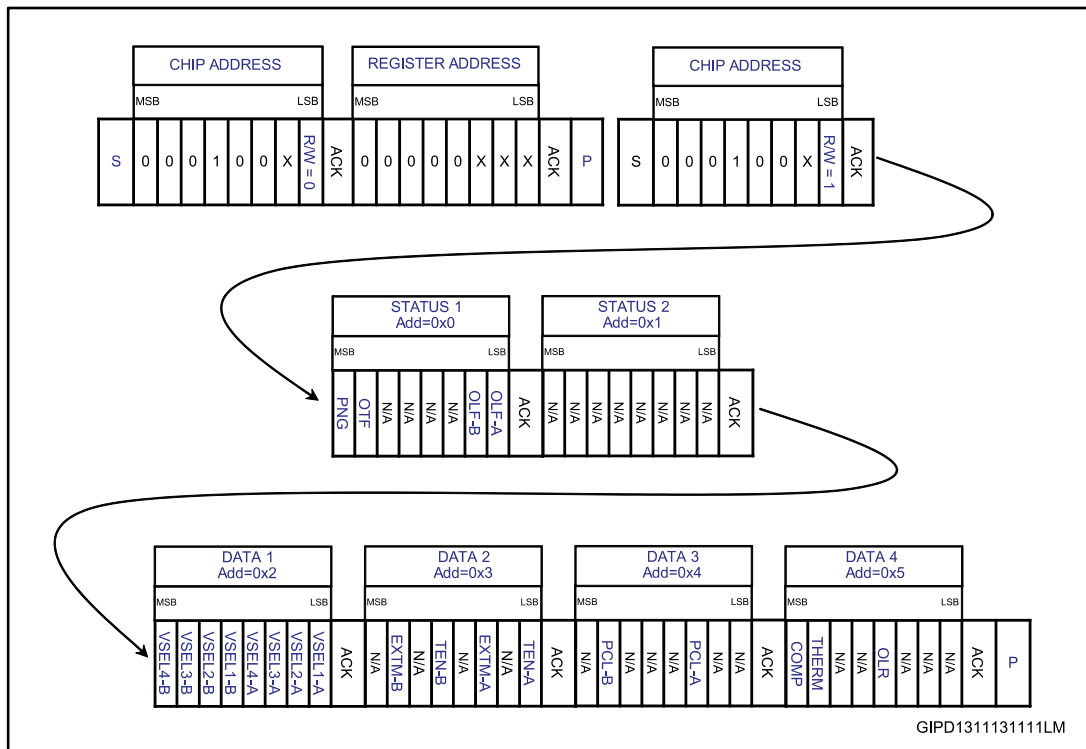 CHIP ADDRESS REGISTER ADDRESS CHIP ADDRESS
MSB LSB MSB LSB MSB LSB
S 0 0 0 1 0 0 X R/W = 0 ACK 0 0 0 0 0 X X X ACK P S 0 0 0 1 0 0 X R/W = 1 ACK
STATUS 1 STATUS 2
Add=0x0 Add=0x1
MSB LSB MSB LSB
PNG OTF N/A N/A N/A N/A OLF-B OLF-A ACK N/A N/A N/A N/A N/A N/A N/A N/A ACK
DATA 1 DATA 2 DATA 3 DATA 4
Add=0x2 Add=0x3 Add=0x4 Add=0x5
MSB LSB MSB LSB MSB LSB MSB LSB
VSEL4-B VSEL3-B VSEL2-B VSEL1-B VSEL4-A VSEL3-A VSEL2-A VSEL1-A ACK N/A EXTM-B N/A TEN-B N/A EXTM-A N/A TEN-A ACK N/A PCL-B N/A N/A N/A PCL-A N/A N/A ACK COMP THERM N/A N/A OLR N/A N/A N/A ACK P
GIPD1311131111LM